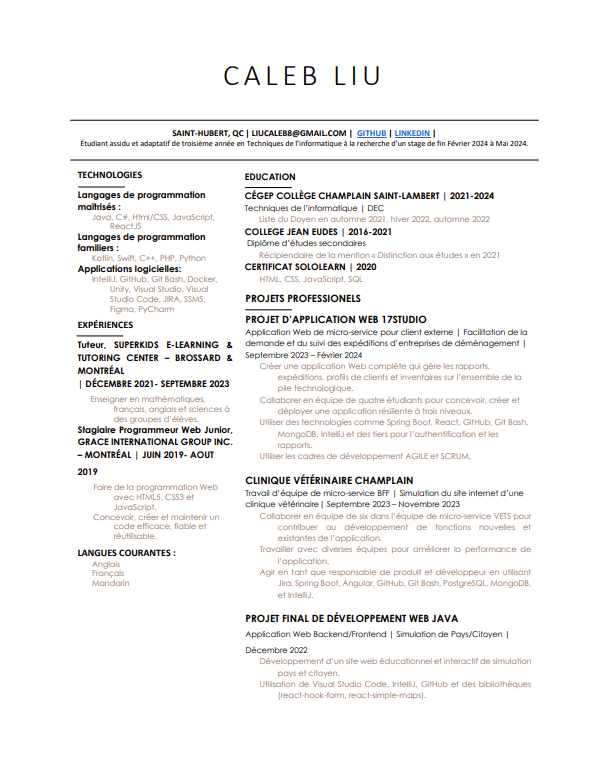 CALEB LIU
SAINT-HUBERT, QC | LIUCALEB8@GMAIL.COM | GITHUB | LINKEDIN |
Étudiant assidu et adaptatif de troisième année en Techniques de l'informatique à la recherche d'un stage de fin Février 2024 à Mai 2024.
TECHNOLOGIES
Langages de programmation
maitrisés :
Java, C#, Html/CSS, JavaScript,
ReactJS
Langages de programmation
familiers :
Kotlin, Swift, C++, PHP, Python
Applications logicielles:
IntelliJ, GitHub, Git Bash, Docker,
Unity, Visual Studio, Visual
Studio Code, JIRA, SSMS,
Figma, PyCharm
EXPÉRIENCES
Tuteur, SUPERKIDS E-LEARNING &
TUTORING CENTER – BROSSARD &
MONTRÉAL
| DÉCEMBRE 2021- SEPTEMBRE 2023
Enseigner en mathématiques,
français, anglais et sciences à
des groupes d'élèves.
Stagiaire Programmeur Web Junior,
GRACE INTERNATIONAL GROUP INC.
– MONTRÉAL | JUIN 2019- AOUT
2019
Faire de la programmation Web
avec HTML5, CSS3 et
JavaScript.
Concevoir, créer et maintenir un
code efficace, fiable et
réutilisable.
LANGUES COURANTES :
Anglais
Français
Mandarin
EDUCATION
CÉGEP COLLÈGE CHAMPLAIN SAINT-LAMBERT | 2021-2024
Techniques de l'informatique | DEC
Liste du Doyen en automne 2021, hiver 2022, automne 2022
COLLEGE JEAN EUDES | 2016-2021
Diplôme d'études secondaires
Récipiendaire de la mention « Distinction aux études » en 2021
CERTIFICAT SOLOLEARN | 2020
HTML, CSS, JavaScript, SQL
PROJETS PROFESSIONELS
PROJET D'APPLICATION WEB 17STUDIO
Application Web de micro-service pour client externe | Facilitation de la
demande et du suivi des expéditions d'entreprises de déménagement |
Septembre 2023 – Février 2024
Créer une application Web complète qui gère les rapports,
expéditions, profils de clients et inventaires sur l'ensemble de la
pile technologique.
Collaborer en équipe de quatre étudiants pour concevoir, créer et
déployer une application résiliente à trois niveaux.
Utiliser des technologies comme Spring Boot, React, GitHub, Git Bash,
MongoDB, IntelliJ et des tiers pour l'authentification et les
rapports.
Utiliser les cadres de développement AGILE et SCRUM.
CLINIQUE VÉTÉRINAIRE CHAMPLAIN
Travail d'équipe de micro-service BFF | Simulation du site internet d'une
clinique vétérinaire| Septembre 2023 – Novembre 2023
Collaborer en équipe de six dans l'équipe de micro-service VETS pour
contribuer au développement de fonctions nouvelles et
existantes de l'application.
Travailler avec diverses équipes pour améliorer la performance de
l'application.
Agir en tant que responsable de produit et développeur en utilisant
Jira, Spring Boot, Angular, GitHub, Git Bash, PostgreSQL, MongoDB,
et IntelliJ.
PROJET FINAL DE DÉVELOPPEMENT WEB JAVA
Application Web Backend/Frontend | Simulation de Pays/Citoyen |
Décembre 2022
Développement d'un site web éducationnel et interactif de simulation
pays et citoyen.
Utilisation de Visual Studio Code, IntelliJ, GitHub et des bibliothèques
(react-hook-form, react-simple-maps).